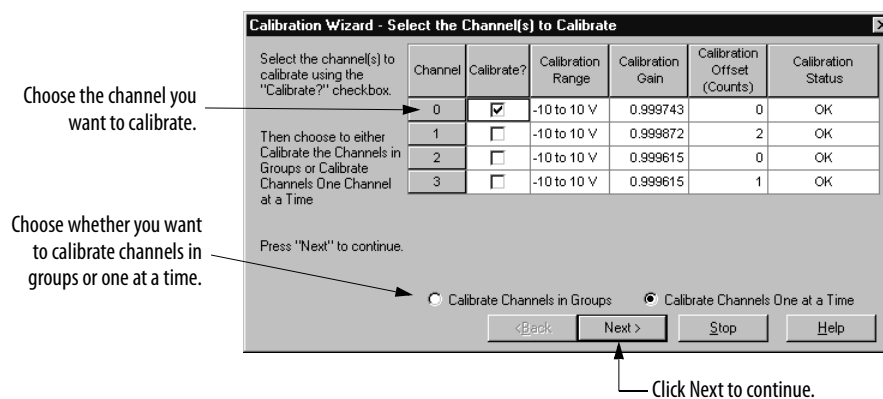 Calibration Wizard - Select the Channel(s) to Calibrate
Select the channel(s) to
calibrate using the
"Calibrate?" checkbox.
Then choose to either
Calibrate the Channels in
Groups or Calibrate
Channels One Channel
at a Time
Press "Next" to continue.
Channel Calibrate? Calibration Range Calibration Gain Calibration Offset (Counts) Calibration Status
0 -10 to 10 V 0.999743 0 OK
1 -10 to 10 V 0.999872 2 OK
2 -10 to 10 V 0.999615 0 OK
3 -10 to 10 V 0.999615 1 OK
Choose the channel you
want to calibrate.
Choose whether you want
to calibrate channels in
groups or one at a time.
Calibrate Channels in Groups Calibrate Channels One at a Time
<Back Next > Stop Help
Click Next to continue.